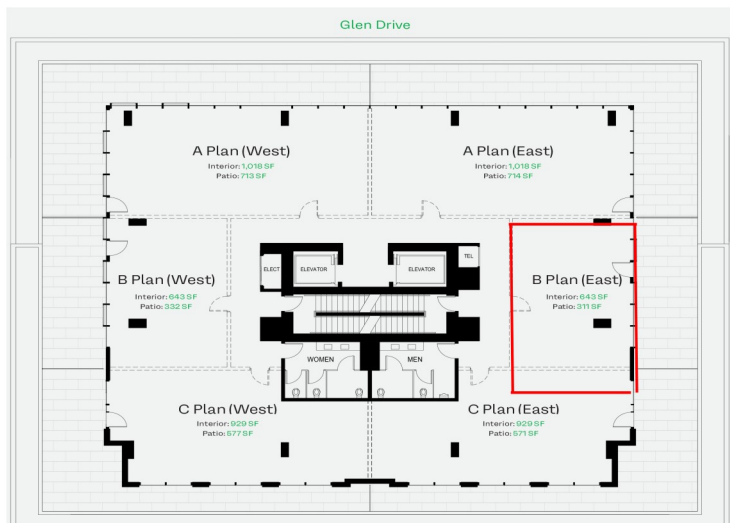 Glen Drive
A Plan (West)
Interior: 1,018 SF
Patio: 713 SF
A Plan (East)
Interior: 1,018 SF
Patio: 714 SF
ELECT
ELEVATOR
ELEVATOR
TEL
B Plan (West)
Interior: 643 SF
Patio: 332 SF
B Plan (East)
Interior: 643 SF
Patio: 311 SF
WOMEN
MEN
C Plan (West)
Interior: 929 SF
Patio: 577 SF
C Plan (East)
Interior: 929 SF
Patio: 571 SF